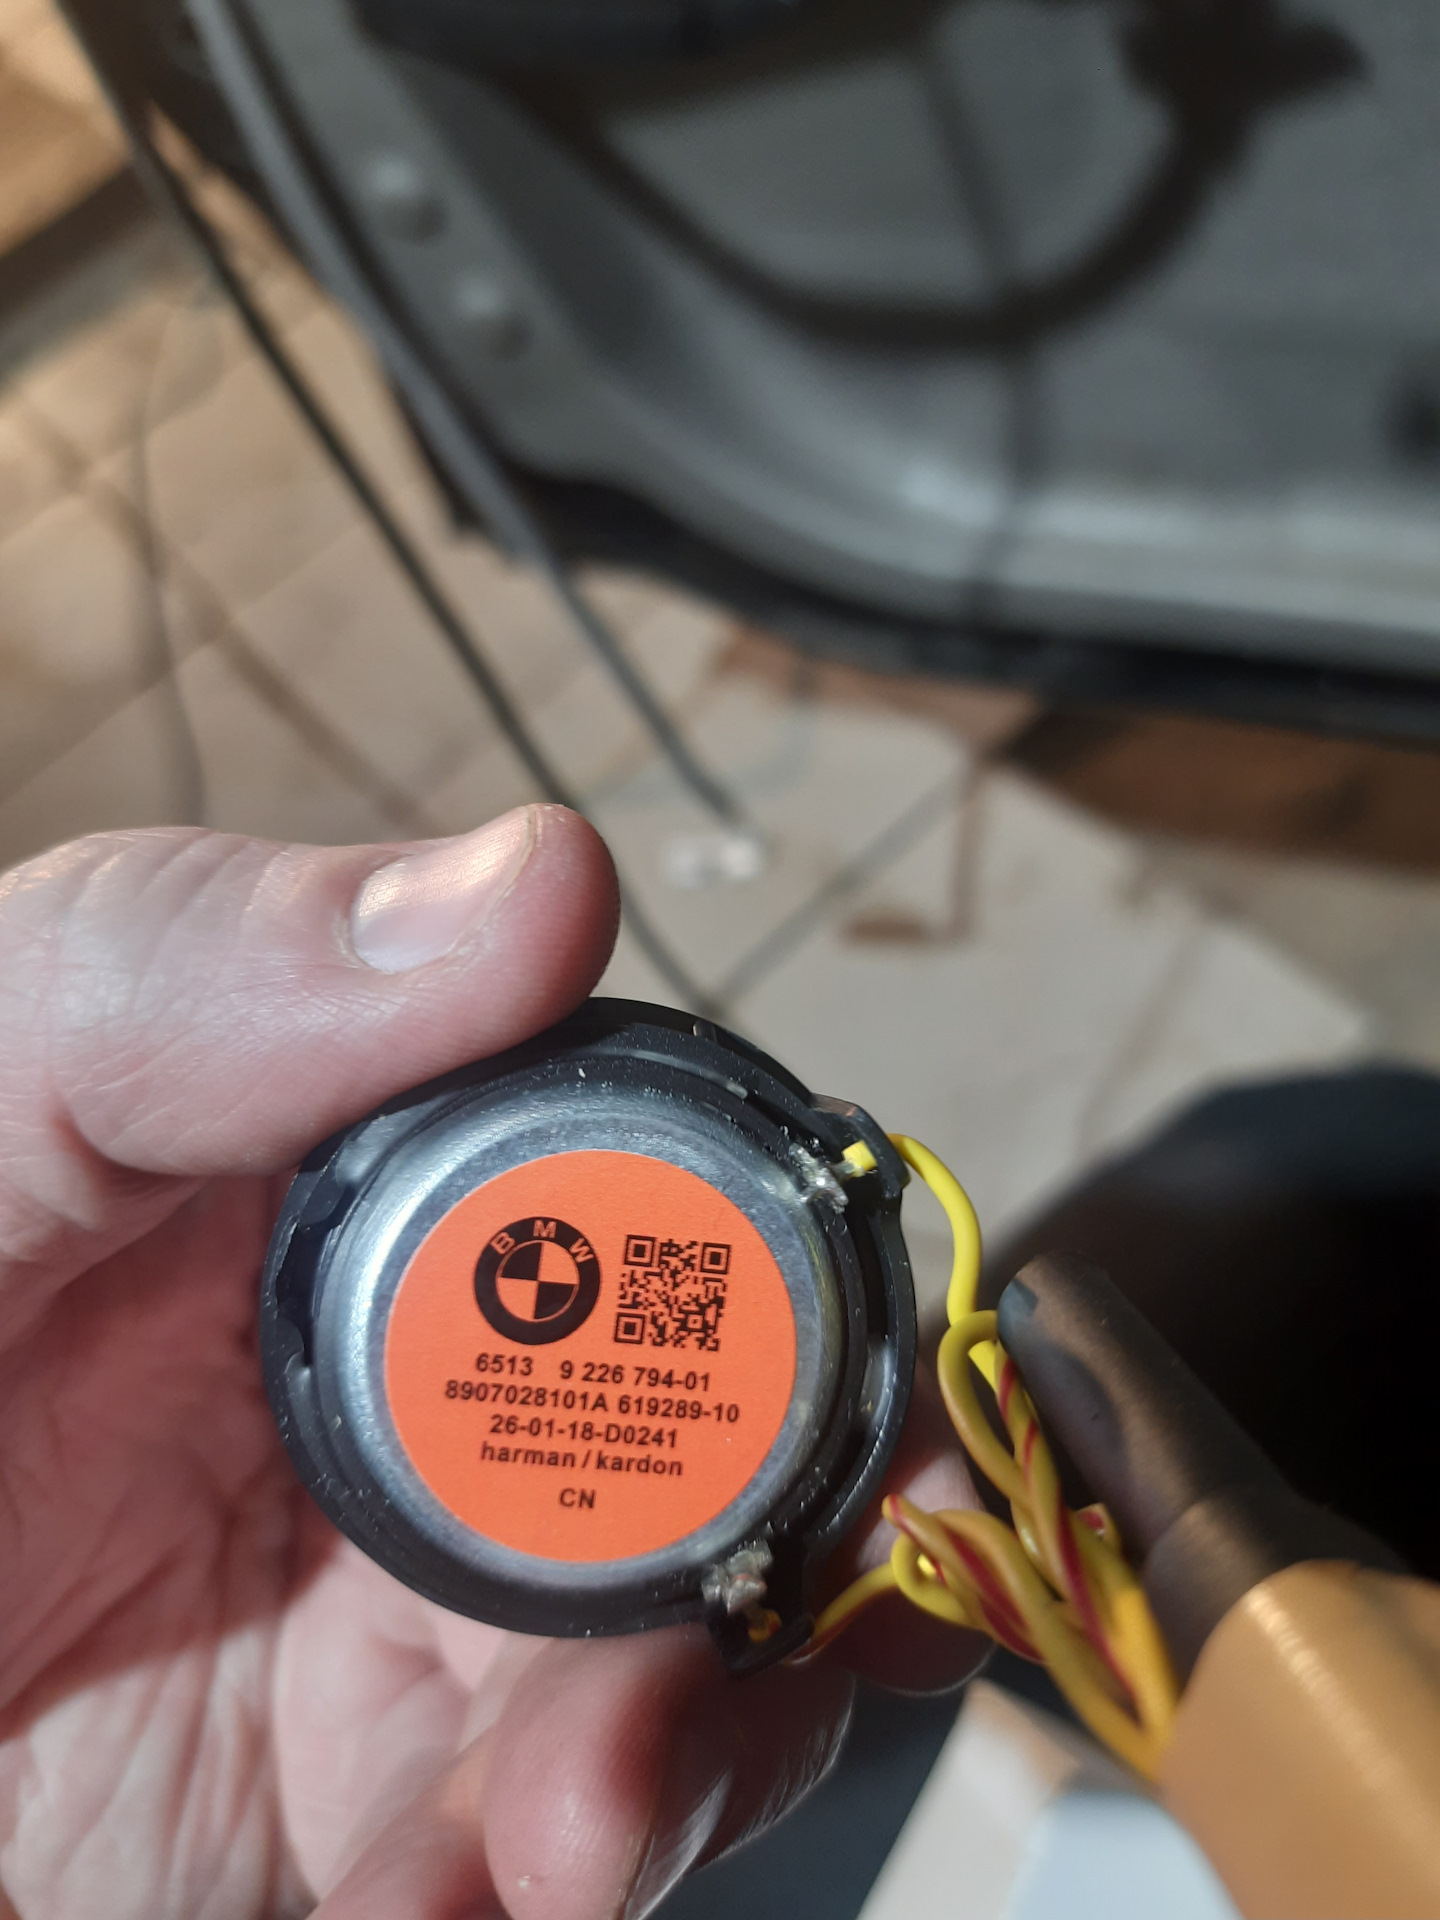 BMW
6513 9 226 794-01
8907028101A 619289-10
26-01-18-D0241
harman/kardon
CN